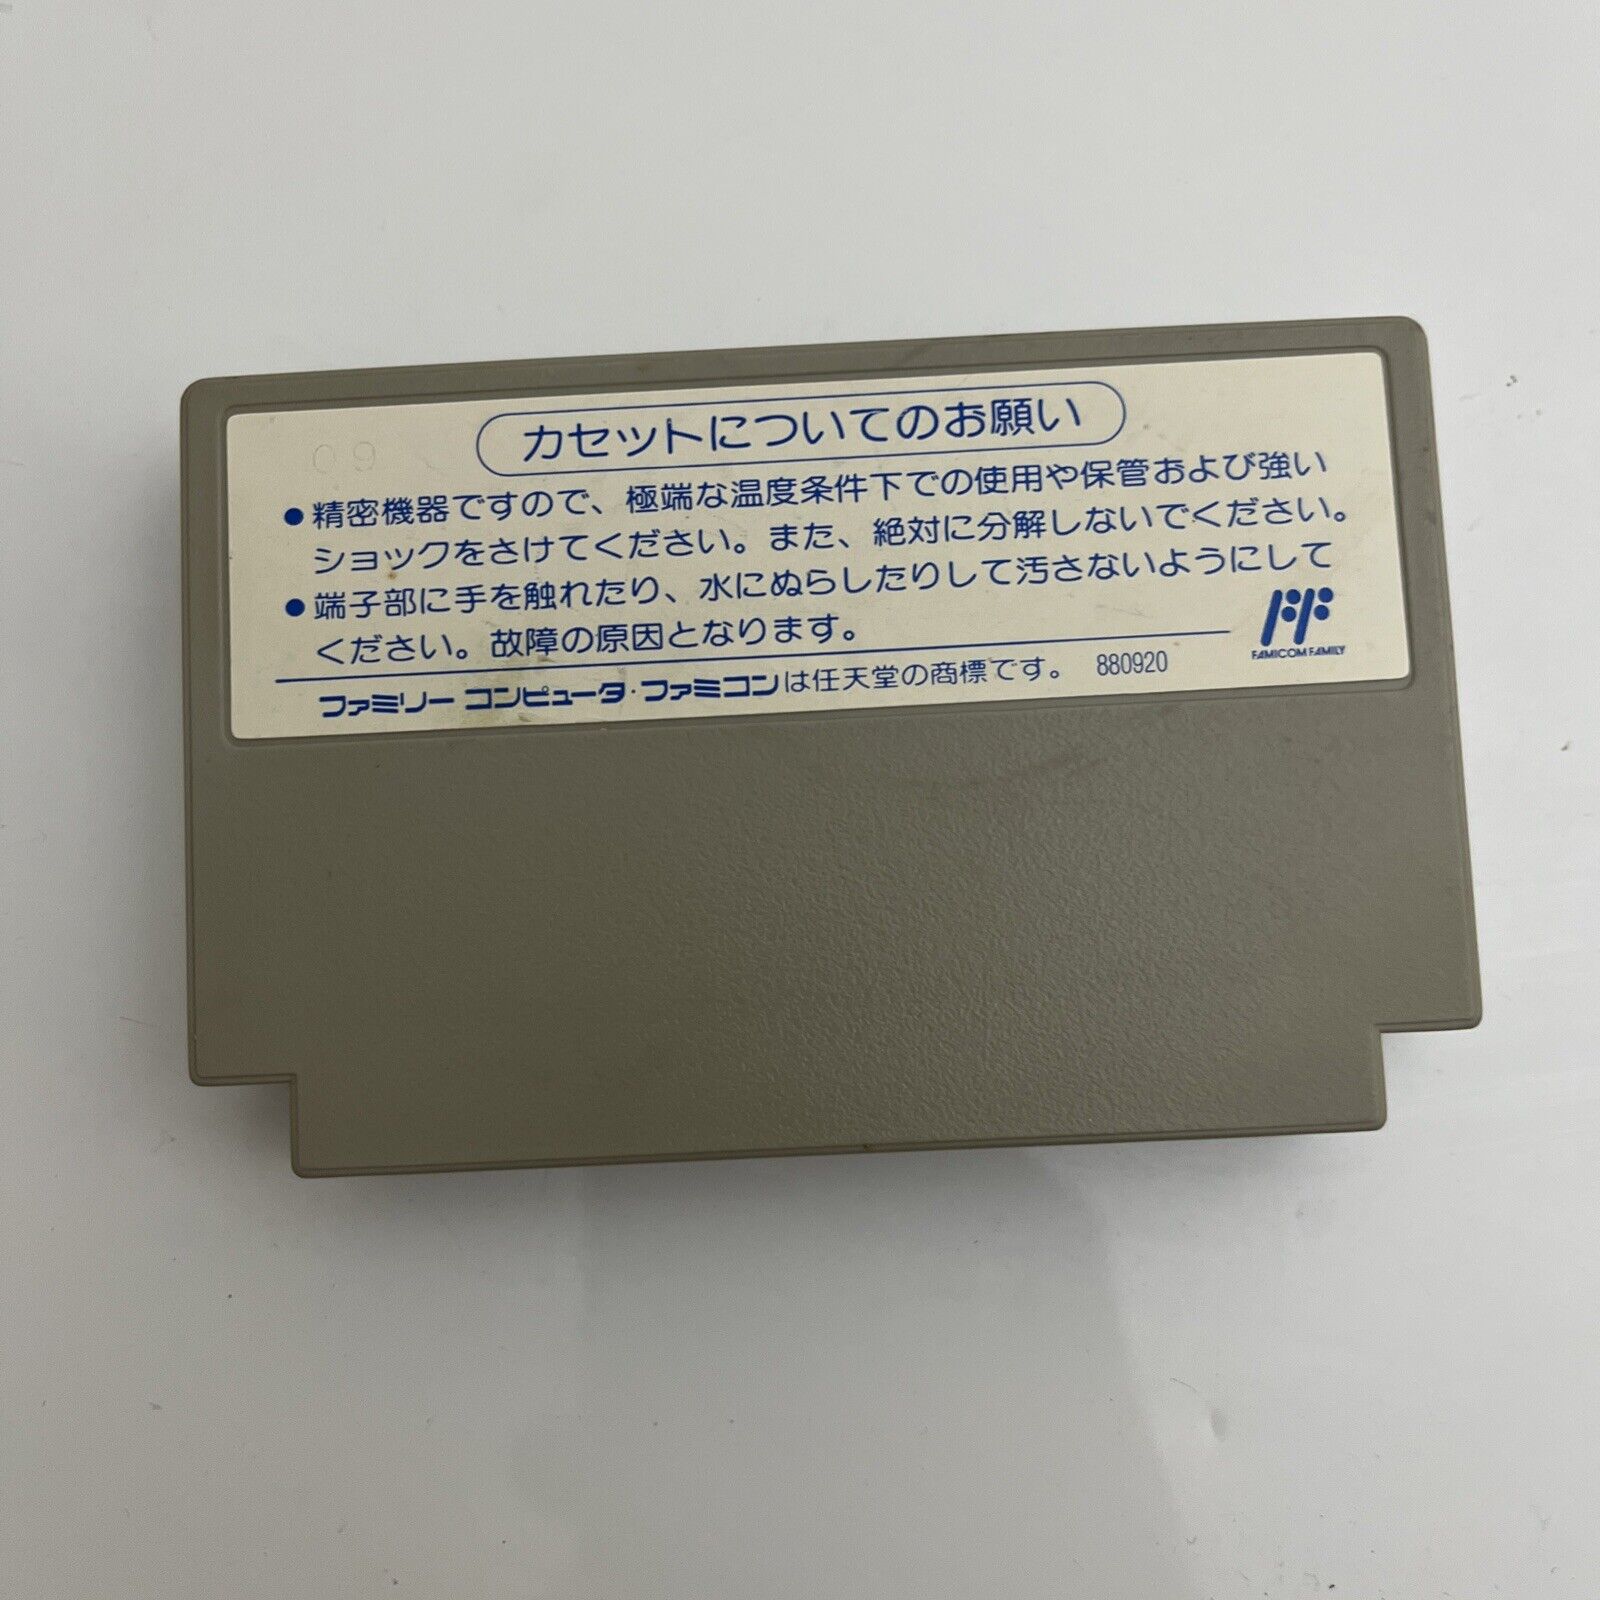 カセットについてのお願い
09
●精密機器ですので、極端な温度条件下での使用や保管および強い
ショックをさけてください。また、絶対に分解しないでください。
●端子部に手を触れたり、水にぬらしたりして汚さないようにして
ください。故障の原因となります。
FF
FAMICOM FAMILY
ファミリーコンピュータ・ファミコンは任天堂の商標です。 880920